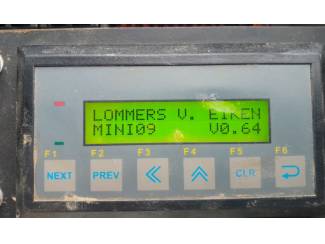 LOMMERS V. EIKEN
MINI09 V0.64
F1 F2 F3 F4 F5 F6
NEXT PREV CLR